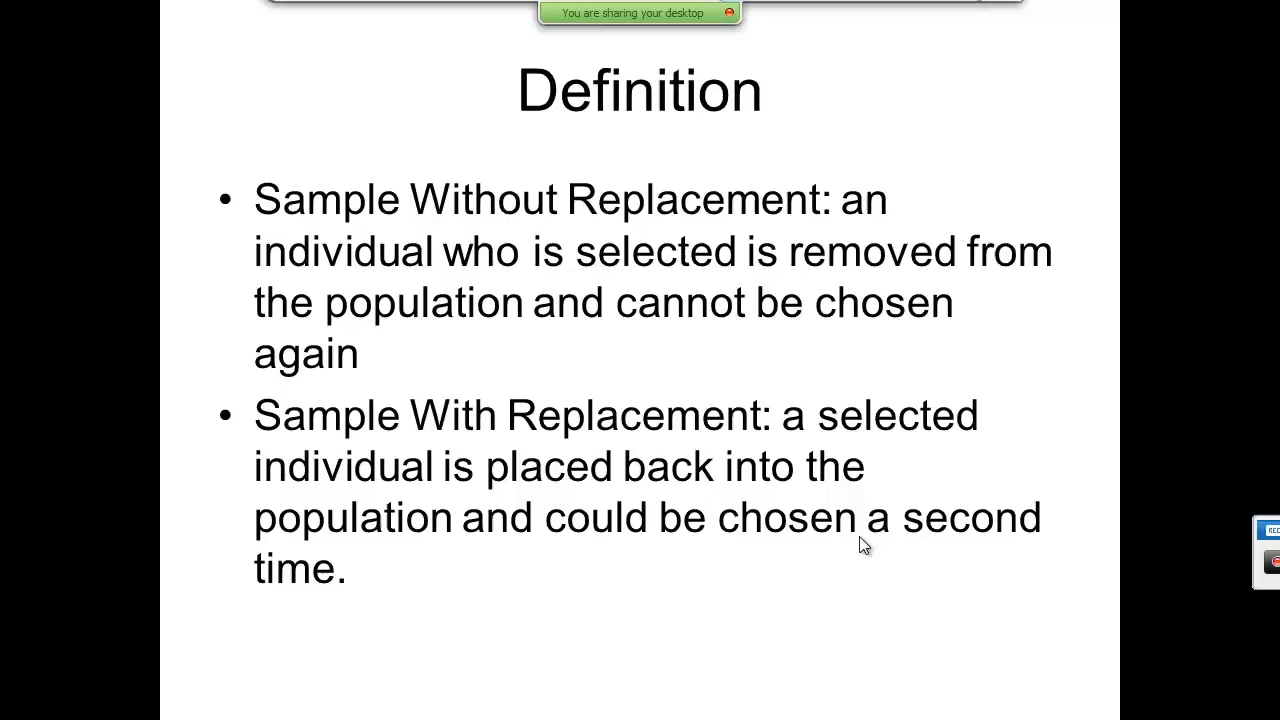 You are sharing your desktop
Definition
• Sample Without Replacement: an
individual who is selected is removed from
the population and cannot be chosen
again
• Sample With Replacement: a selected
individual is placed back into the
population and could be chosen a second
time.